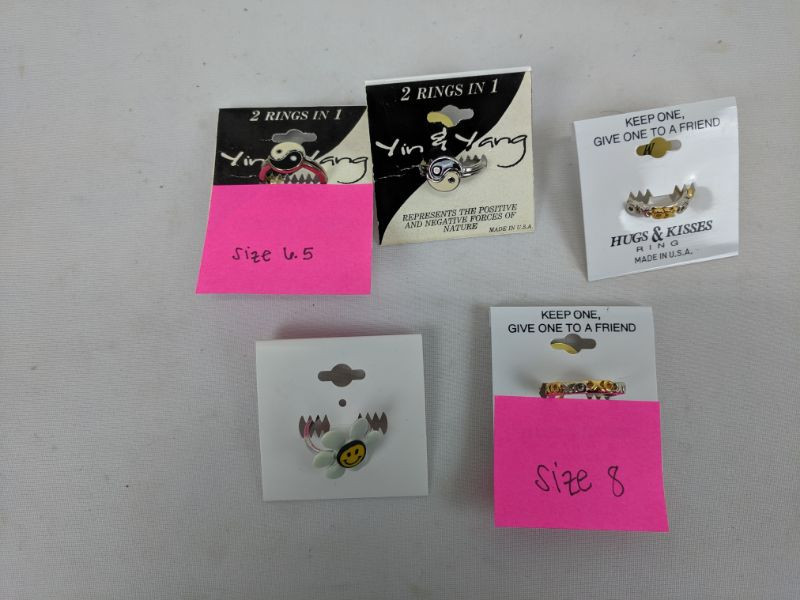 2 RINGS IN 1
Yin Yang
size 6.5
2 RINGS IN 1
Yin & Yang
REPRESENTS THE POSITIVE
AND NEGATIVE FORCES OF
NATURE
MADE IN U.S.A.
KEEP ONE,
GIVE ONE TO A FRIEND
HUGS & KISSES
RING
MADE IN U.S.A.
KEEP ONE,
GIVE ONE TO A FRIEND
size 8